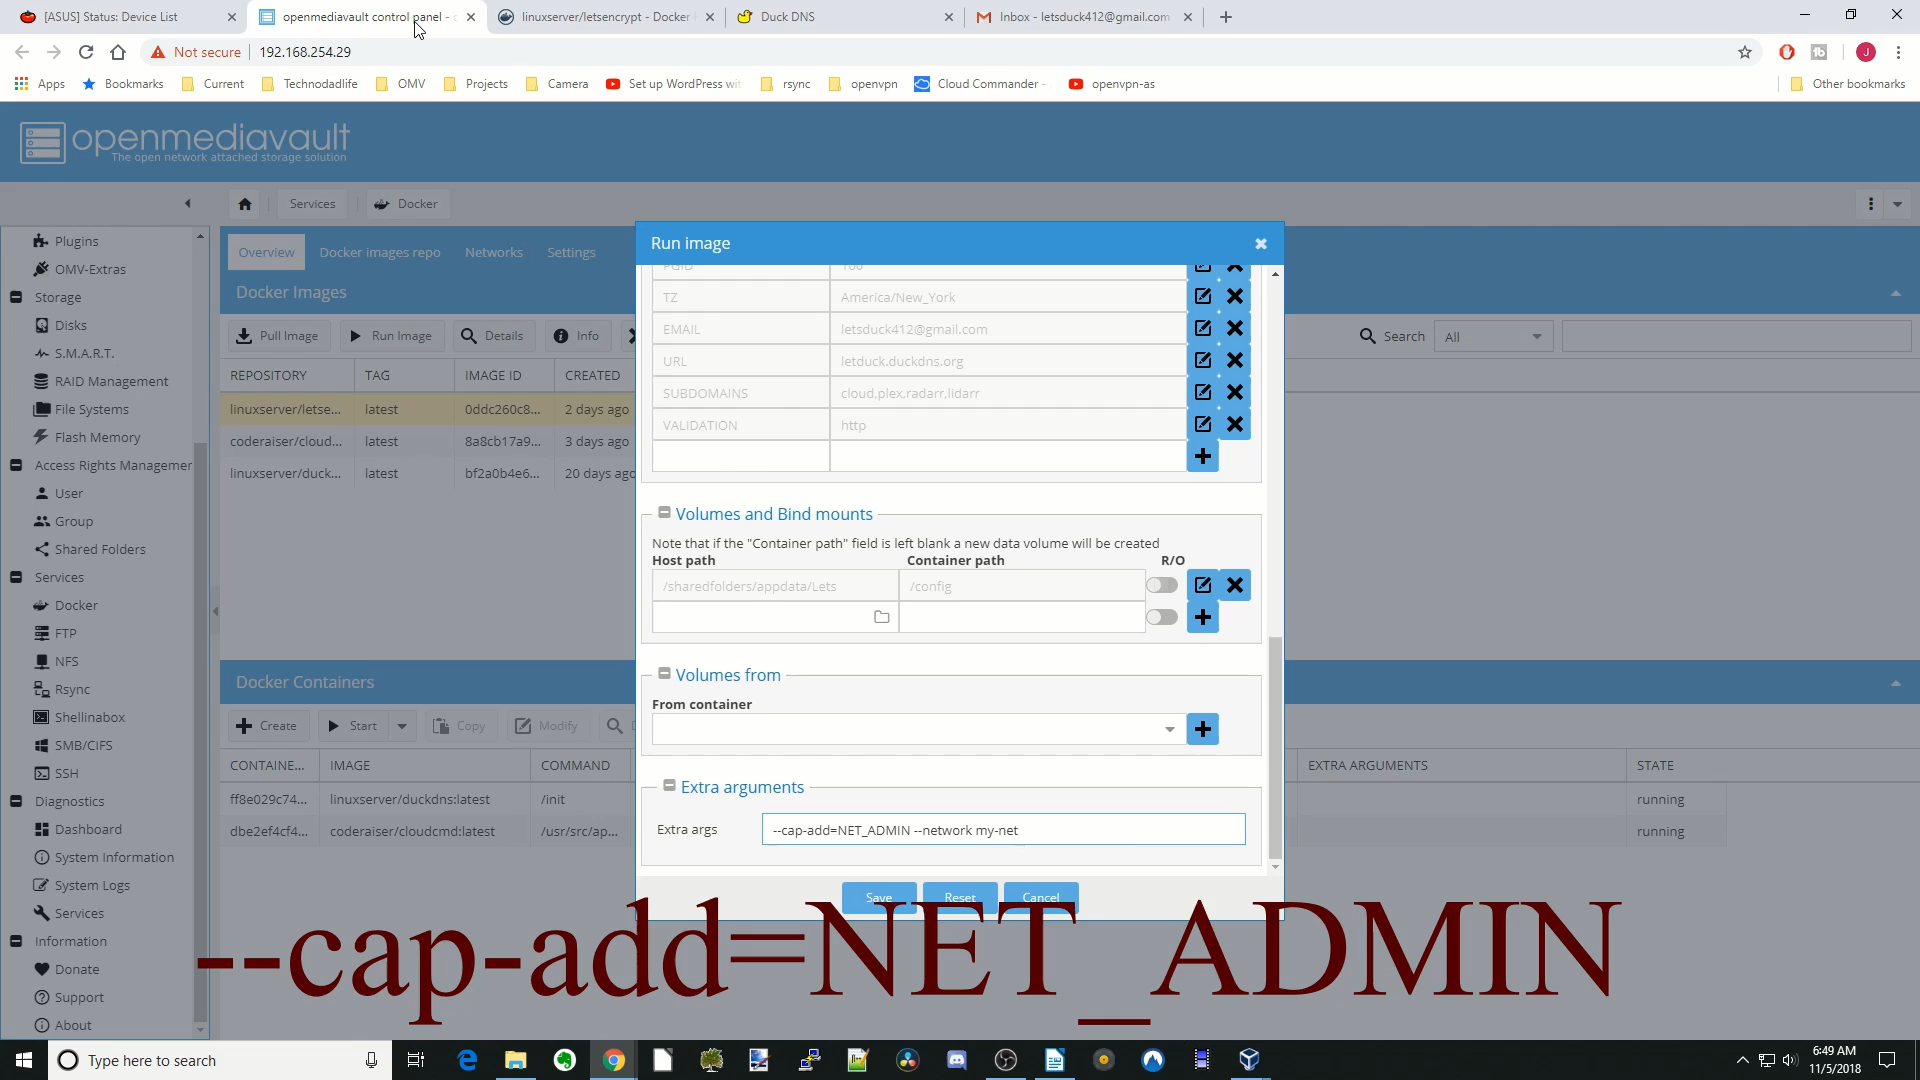 [ASUS] Status: Device List
openmediavault control panel - c
linuxserver/letsencrypt - Docker
Duck DNS
Inbox - letsduck412@gmail.com
Not secure
192.168.254.29
Apps
Bookmarks
Current
Technodadlife
OMV
Projects
Camera
Set up WordPress wit
rsync
openvpn
Cloud Commander -
openvpn-as
Other bookmarks
openmediavault
The open network attached storage solution
Services
Docker
Plugins
OMV-Extras
Storage
Disks
S.M.A.R.T.
RAID Management
File Systems
Flash Memory
Access Rights Managemer
User
Group
Shared Folders
Services
Docker
FTP
NFS
Rsync
Shellinabox
SMB/CIFS
SSH
Diagnostics
Dashboard
System Information
System Logs
Services
Information
Donate
Support
About
Overview
Docker images repo
Networks
Settings
Docker Images
Pull Image
Run Image
Details
Info
Search
All
REPOSITORY TAG IMAGE ID CREATED
linuxserver/letse... latest 0ddc260c8... 2 days ago
coderaiser/cloud... latest 8a8cb17a9... 3 days ago
linuxserver/duck... latest bf2a0b4e6... 20 days ago
Docker Containers
Create
Start
Copy
Modify
CONTAINE... IMAGE COMMAND EXTRA ARGUMENTS STATE
ff8e029c74... linuxserver/duckdns:latest /init running
dbe2ef4cf4... coderaiser/cloudcmd:latest /usr/src/ap... running
Run image
PGID 100
TZ America/New_York
EMAIL letsduck412@gmail.com
URL letduck.duckdns.org
SUBDOMAINS cloud,plex,radarr,lidarr
VALIDATION http
Volumes and Bind mounts
Note that if the "Container path" field is left blank a new data volume will be created
Host path Container path R/O
/sharedfolders/appdata/Lets /config
Volumes from
From container
Extra arguments
Extra args --cap-add=NET_ADMIN --network my-net
Save
Reset
Cancel
--cap-add=NET_ADMIN
Type here to search
6:49 AM
11/5/2018